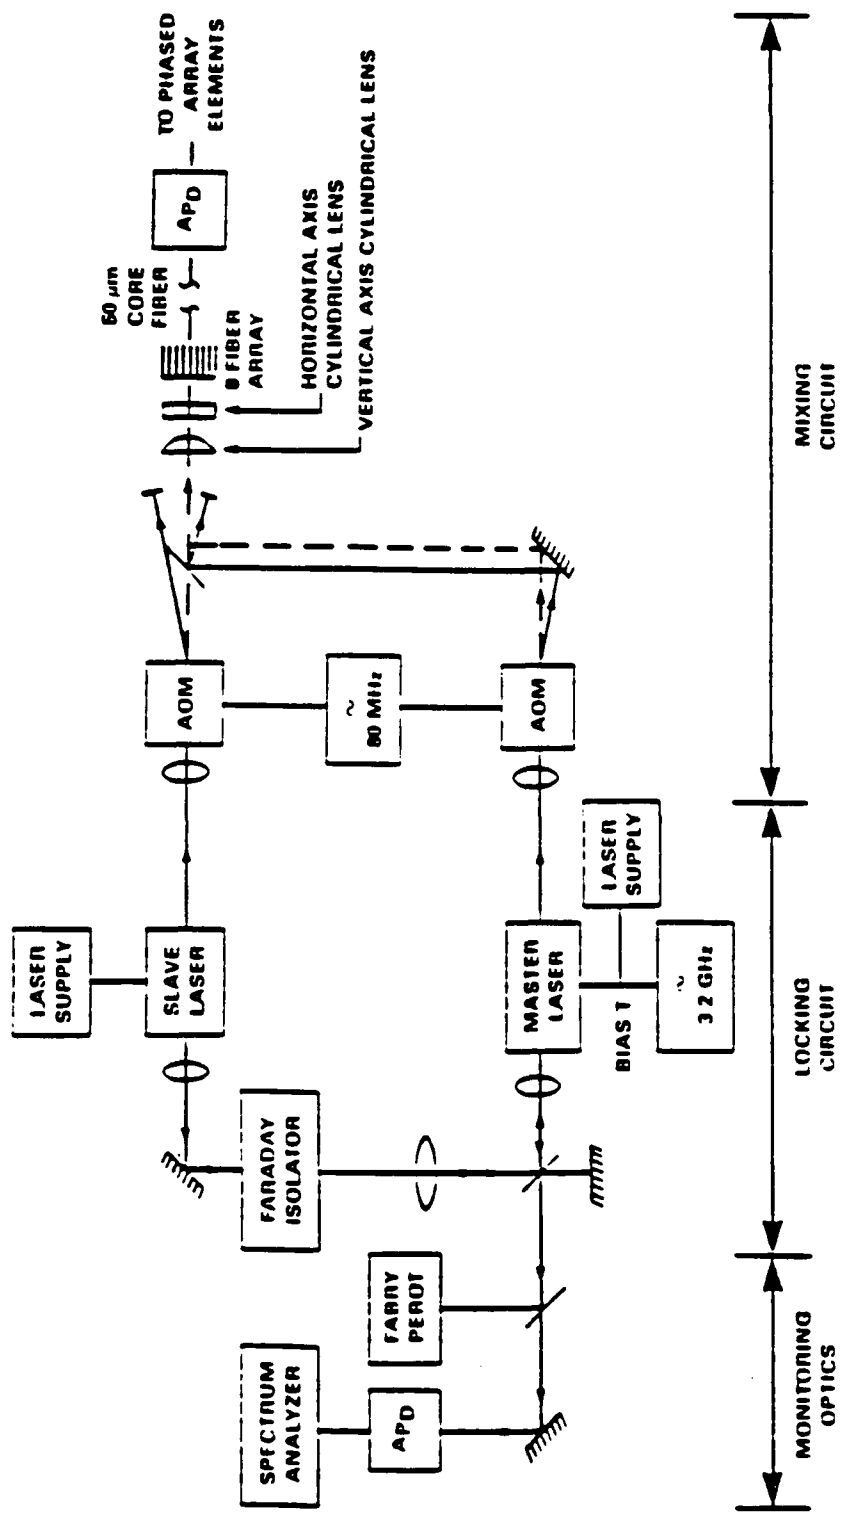 SPECTRUM
ANALYZER
APD
FABRY
PEROT
FARADAY
ISOLATOR
LASER
SUPPLY
SLAVE
LASER
MASTER
LASER
BIAS T
LASER
SUPPLY
~
3 2 GHz
AOM
~
80 MHz
AOM
60 μm
CORE
FIBER
8 FIBER
ARRAY
APD
TO PHASED
ARRAY
ELEMENTS
HORIZONTAL AXIS
CYLINDRICAL LENS
VERTICAL AXIS CYLINDRICAL LENS
MONITORING
OPTICS
LOCKING
CIRCUIT
MIXING
CIRCUIT